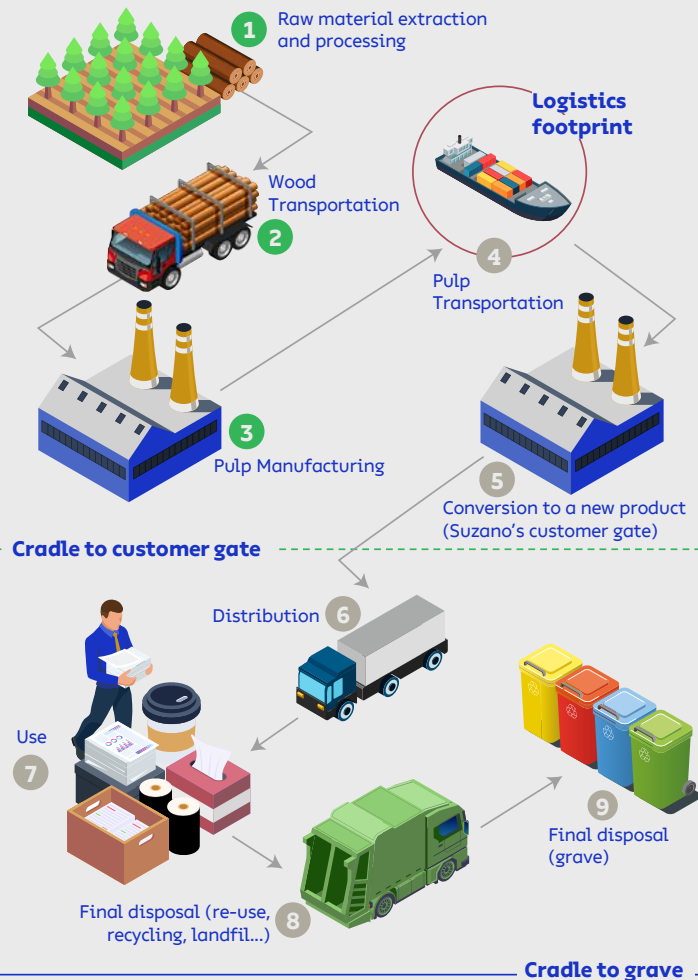 1
Raw material extraction
and processing
Logistics
footprint
Wood
Transportation
2
4
Pulp
Transportation
3
Pulp Manufacturing
5
Conversion to a new product
(Suzano's customer gate)
Cradle to customer gate
Distribution 6
Use
7
9
Final disposal
(grave)
Final disposal (re-use,
recycling, landfil...)
8
Cradle to grave